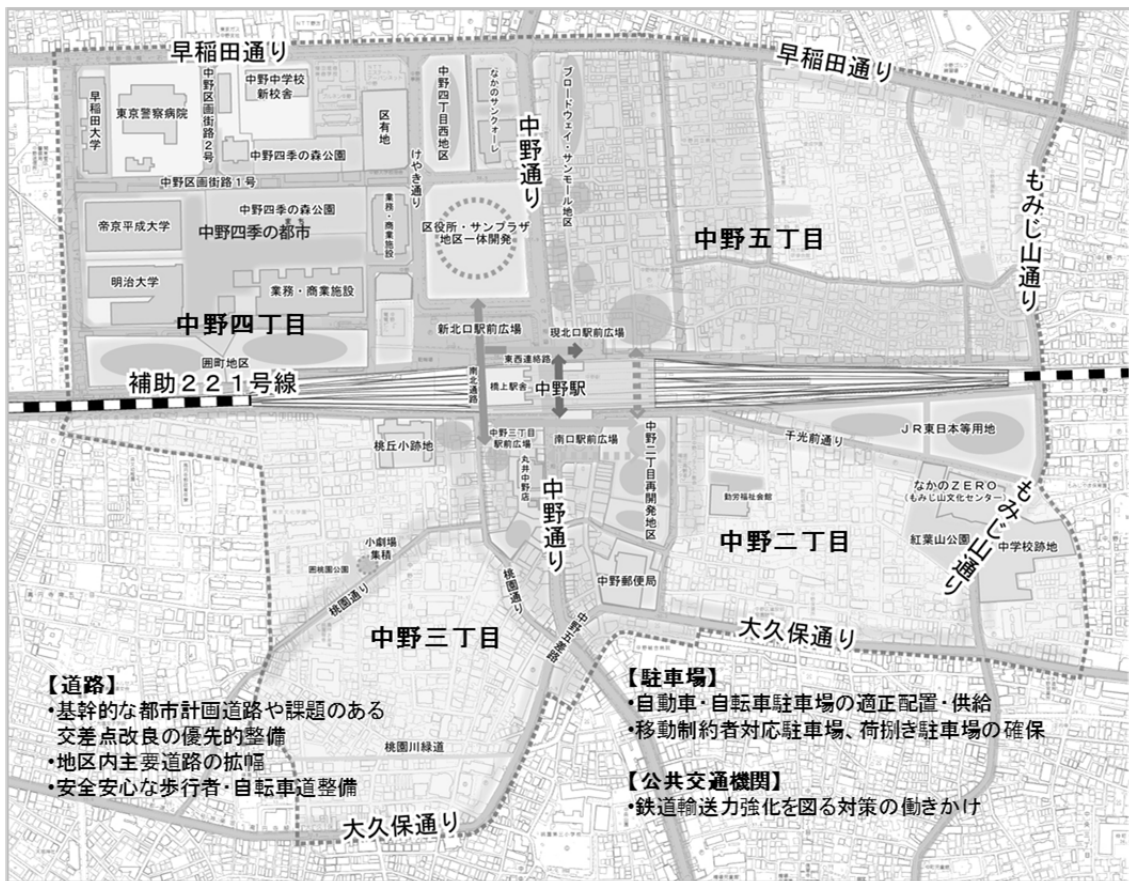 早稲田通り
早稲田通り
早稲田大学
東京警察病院
中野区画街路２号
中野中学校
新校舎
区有地
中野四季の森公園
けやき通り
中野四丁目西地区
なかのサンクォーレ
中野通り
ブロードウェイ・サンモール地区
もみじ山通り
中野区画街路１号
帝京平成大学
中野四季の森公園
まち
中野四季の都市
業務・商業施設
区役所・サンプラザ
地区一体開発
中野五丁目
明治大学
業務・商業施設
中野四丁目
新北口駅前広場
現北口駅前広場
囲町地区
東西連絡路
補助２２１号線
南北通路
橋上駅舎
中野駅
桃丘小跡地
中野三丁目
駅前広場
南口駅前広場
丸井中野店
中野通り
中野二丁目再開発地区
千光前通り
ＪＲ東日本等用地
勤労福祉会館
なかのＺＥＲＯ
(もみじ山文化センター)
もみじ山通り
紅葉山公園
中学校跡地
中野二丁目
小劇場
集積
囲桃園公園
桃園通り
桃園通り
中野郵便局
中野五差路
中野三丁目
大久保通り
【道路】
•基幹的な都市計画道路や課題のある
交差点改良の優先的整備
•地区内主要道路の拡幅
•安全安心な歩行者・自転車道整備
桃園川緑道
大久保通り
【駐車場】
•自動車・自転車駐車場の適正配置・供給
•移動制約者対応駐車場、荷捌き駐車場の確保
【公共交通機関】
•鉄道輸送力強化を図る対策の働きかけ